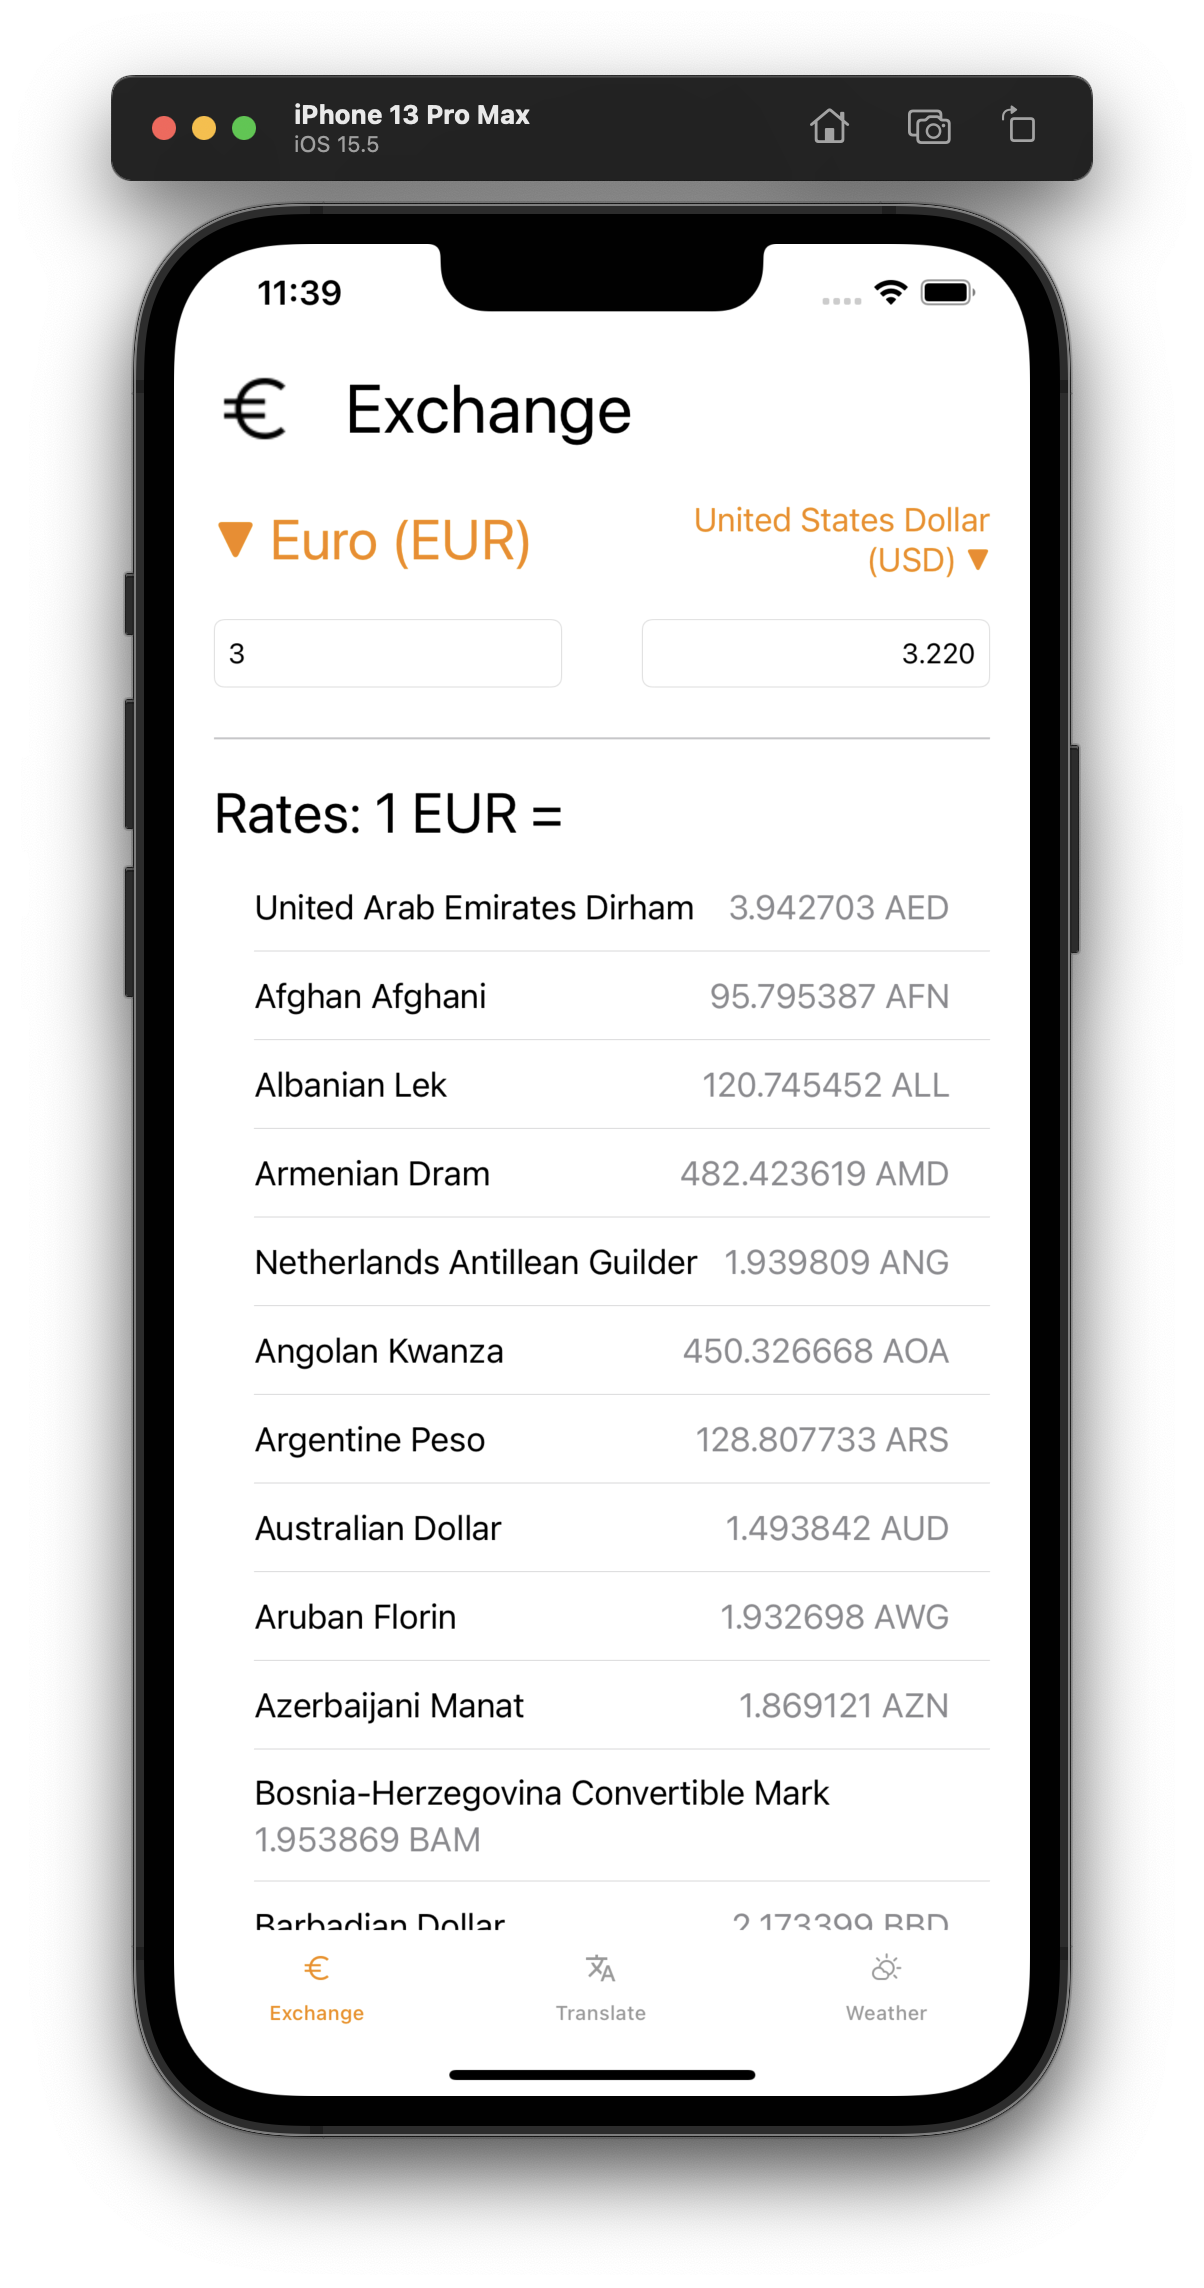 iPhone 13 Pro Max
iOS 15.5
11:39
€ Exchange
▼ Euro (EUR)
United States Dollar
(USD) ▼
3
3.220
Rates: 1 EUR =
United Arab Emirates Dirham 3.942703 AED
Afghan Afghani 95.795387 AFN
Albanian Lek 120.745452 ALL
Armenian Dram 482.423619 AMD
Netherlands Antillean Guilder 1.939809 ANG
Angolan Kwanza 450.326668 AOA
Argentine Peso 128.807733 ARS
Australian Dollar 1.493842 AUD
Aruban Florin 1.932698 AWG
Azerbaijani Manat 1.869121 AZN
Bosnia-Herzegovina Convertible Mark
1.953869 BAM
Barbadian Dollar 2.173399 BBD
€
Exchange
Translate
Weather